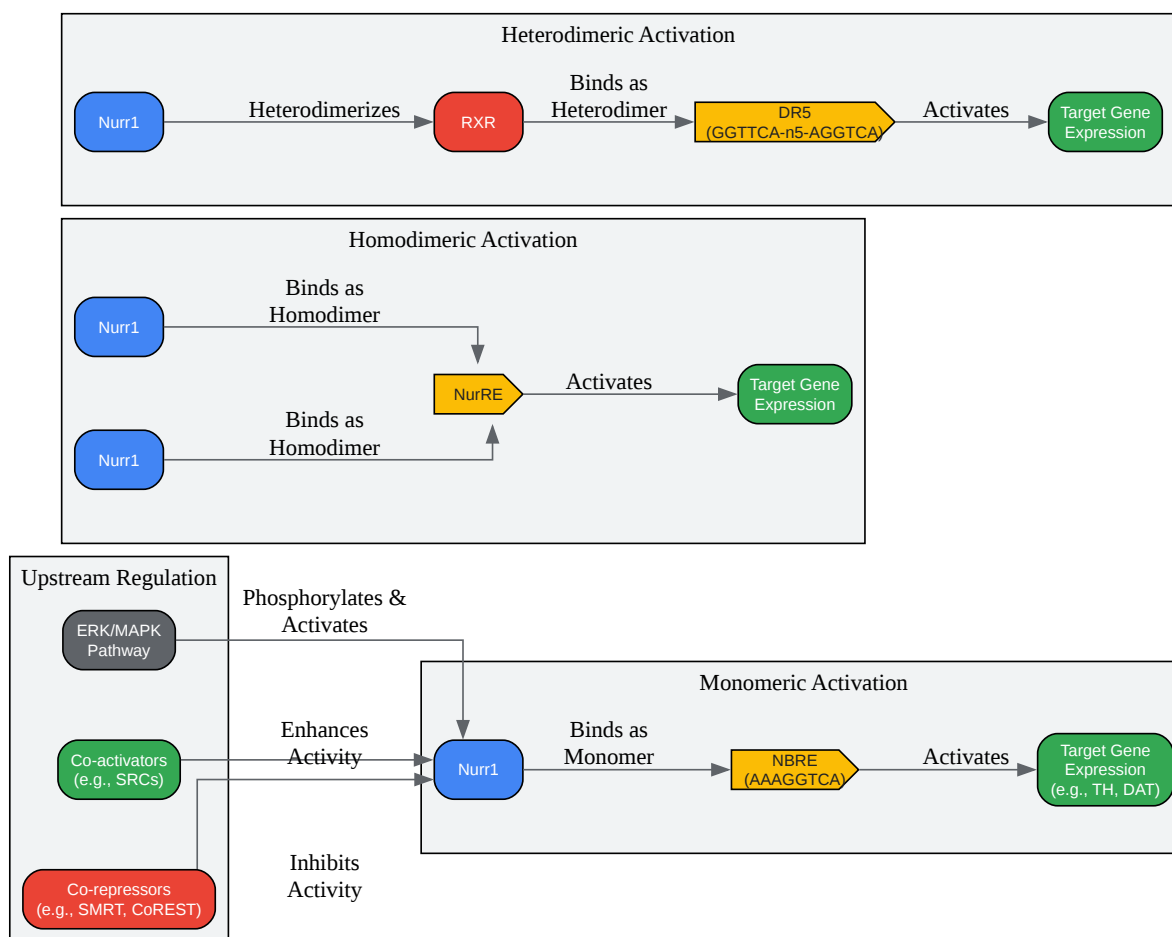 Heterodimeric Activation
Nurr1
Heterodimerizes
RXR
Binds as
Heterodimer
DR5
(GGTTCA-n5-AGGTCA)
Activates
Target Gene
Expression
Homodimeric Activation
Nurr1
Binds as
Homodimer
Nurr1
Binds as
Homodimer
NurRE
Activates
Target Gene
Expression
Upstream Regulation
ERK/MAPK
Pathway
Phosphorylates &
Activates
Co-activators
(e.g., SRCs)
Enhances
Activity
Co-repressors
(e.g., SMRT, CoREST)
Inhibits
Activity
Monomeric Activation
Nurr1
Binds as
Monomer
NBRE
(AAAGGTCA)
Activates
Target Gene
Expression
(e.g., TH, DAT)